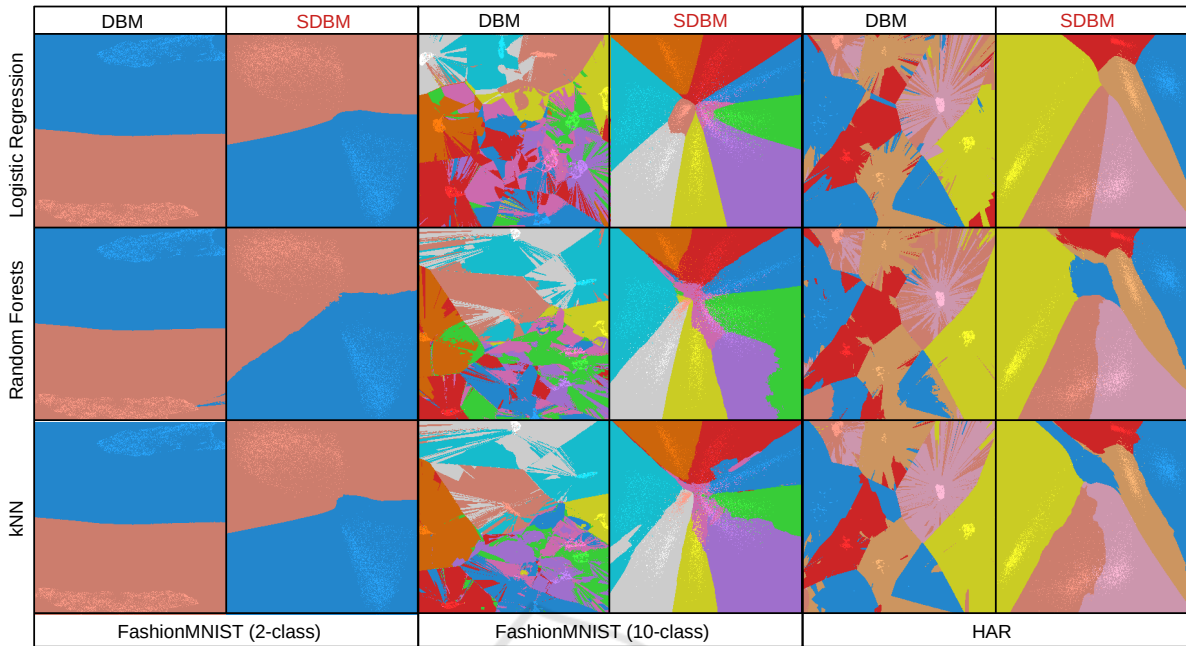 DBM SDBM DBM SDBM DBM SDBM
Logistic Regression
Random Forests
kNN
FashionMNIST (2-class) FashionMNIST (10-class) HAR